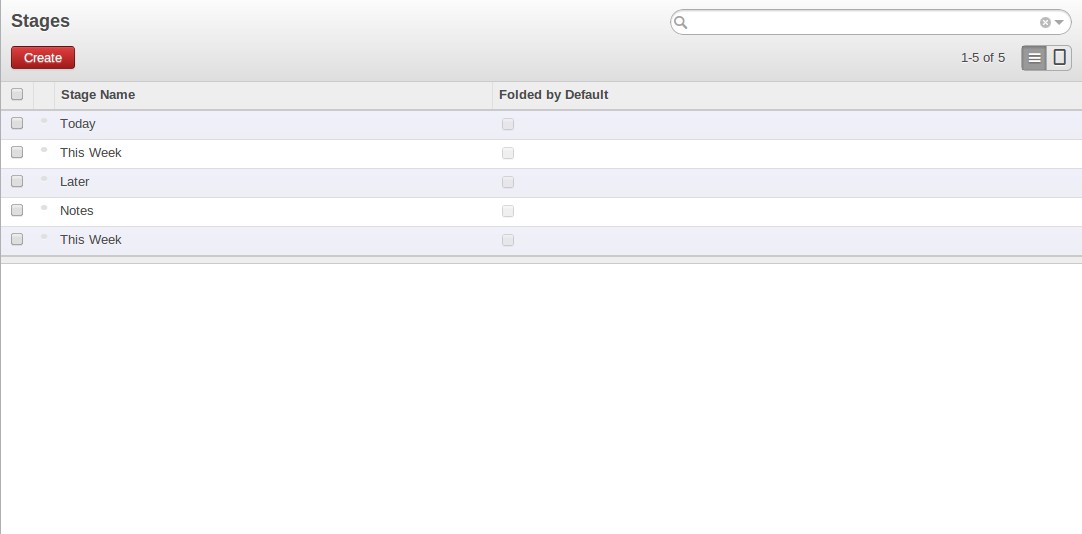 Stages
Create
1-5 of 5
Stage Name Folded by Default
Today
This Week
Later
Notes
This Week